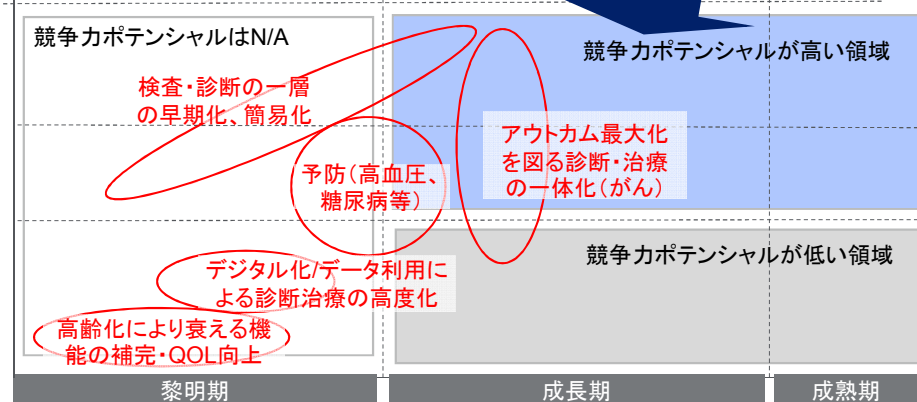 競争力ポテンシャルはN/A
競争力ポテンシャルが高い領域
検査・診断の一層
の早期化、簡易化
アウトカム最大化
を図る診断・治療
の一体化(がん)
予防(高血圧、
糖尿病等)
競争力ポテンシャルが低い領域
デジタル化/データ利用に
よる診断治療の高度化
高齢化により衰える機
能の補完・QOL向上
黎明期
成長期
成熟期